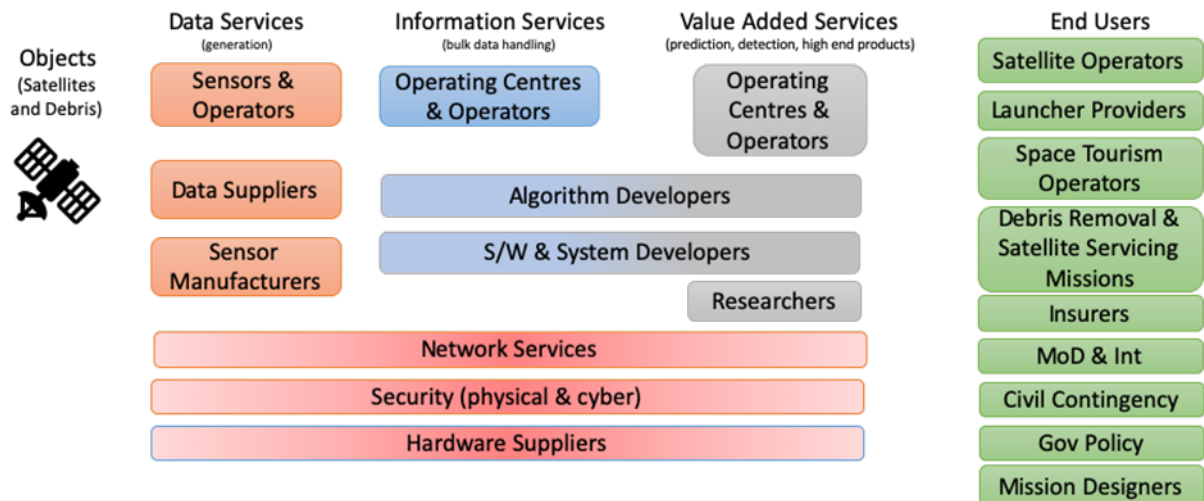 Objects
(Satellites
and Debris)
Data Services
(generation)
Sensors &
Operators
Data Suppliers
Sensor
Manufacturers
Information Services
(bulk data handling)
Operating Centres
& Operators
Value Added Services
(prediction, detection, high end products)
Operating
Centres &
Operators
Algorithm Developers
S/W & System Developers
Researchers
Network Services
Security (physical & cyber)
Hardware Suppliers
End Users
Satellite Operators
Launcher Providers
Space Tourism
Operators
Debris Removal &
Satellite Servicing
Missions
Insurers
MoD & Int
Civil Contingency
Gov Policy
Mission Designers